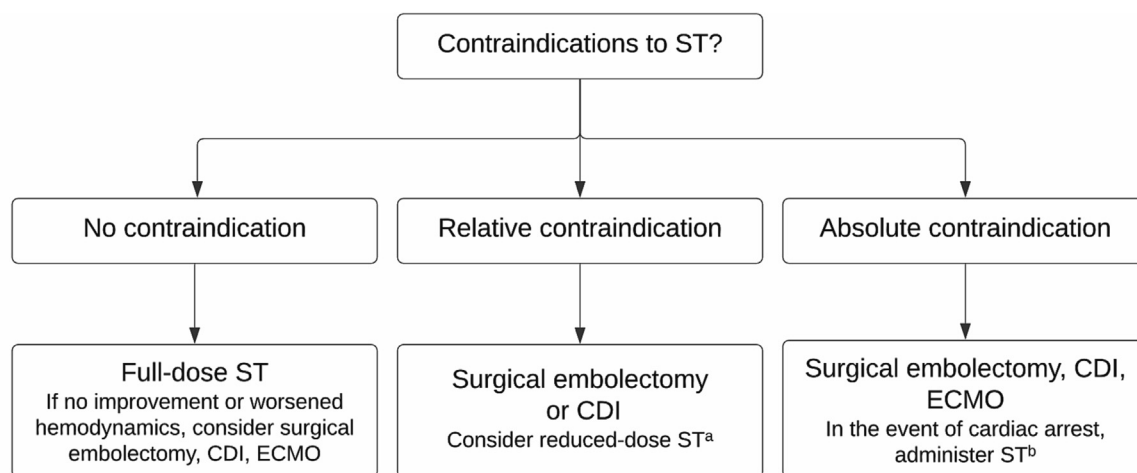 Contraindications to ST?
No contraindication
Relative contraindication
Absolute contraindication
Full-dose ST
If no improvement or worsened
hemodynamics, consider surgical
embolectomy, CDI, ECMO
Surgical embolectomy
or CDI
Consider reduced-dose STᵃ
Surgical embolectomy, CDI,
ECMO
In the event of cardiac arrest,
administer STᵇ